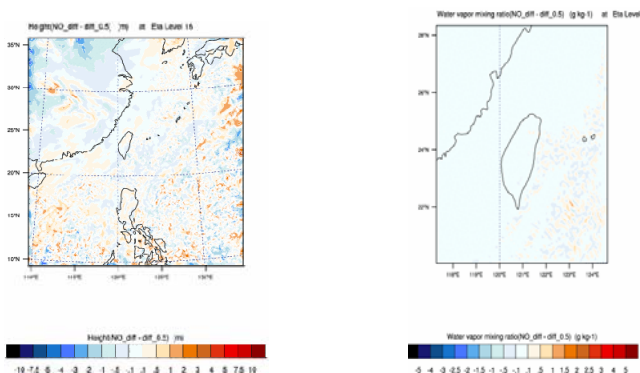 Height(NO_diff - diff_0.5) (m) at Eta Level 16
35°N
30°N
25°N
20°N
15°N
10°N
Height(NO_diff - diff_0.5) (m)
-10 -7.5 -5 -4 -3 -2 -1 -.5 -.1 .1 .5 1 2 3 4 5 7.5 10
Water vapor mixing ratio(NO_diff - diff_0.5) (g kg-1) at Eta Level
28°N
26°N
24°N
22°N
118°E 119°E 120°E 121°E 122°E 123°E 124°E
Water vapor mixing ratio(NO_diff - diff_0.5) (g kg-1)
-5 -4 -3 -2.5 -2 -1.5 -1 -.5 -.1 .1 .5 1 1.5 2 2.5 3 4 5